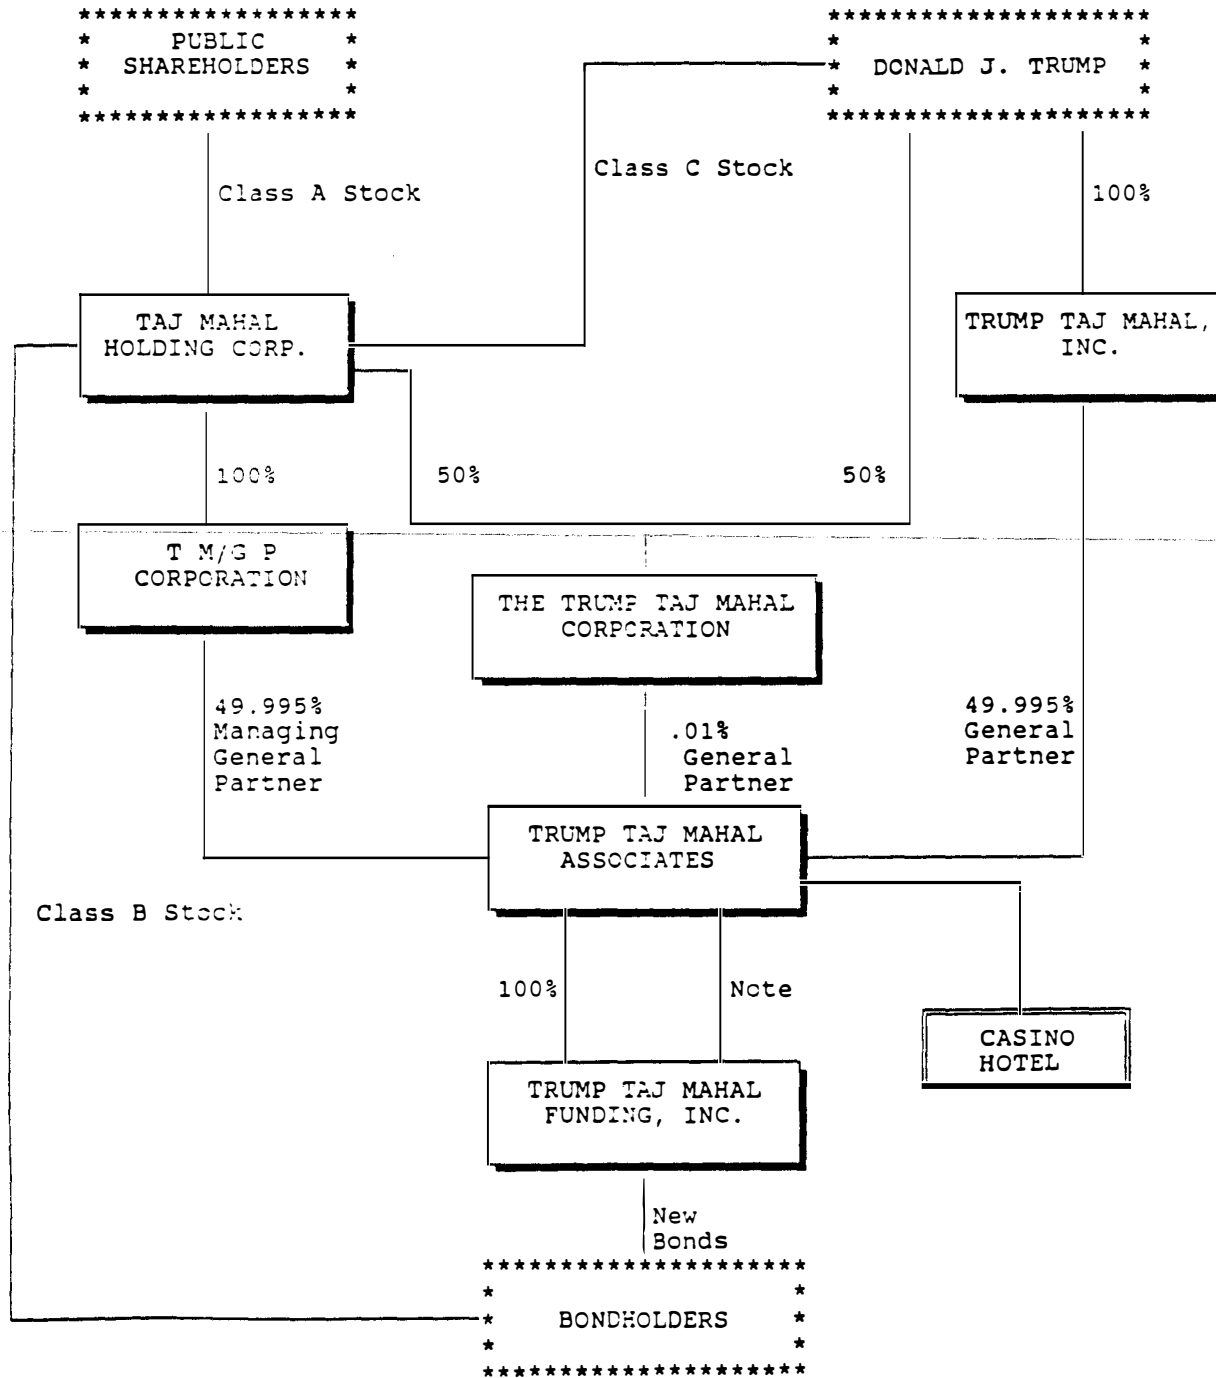 PUBLIC
SHAREHOLDERS
DONALD J. TRUMP
Class C Stock
Class A Stock
100%
TAJ MAHAL
HOLDING CORP.
TRUMP TAJ MAHAL,
INC.
100%
50%
50%
T M/G P
CORPORATION
THE TRUMP TAJ MAHAL
CORPORATION
49.995%
Managing
General
Partner
.01%
General
Partner
49.995%
General
Partner
TRUMP TAJ MAHAL
ASSOCIATES
Class B Stock
100%
Note
CASINO
HOTEL
TRUMP TAJ MAHAL
FUNDING, INC.
New
Bonds
BONDHOLDERS